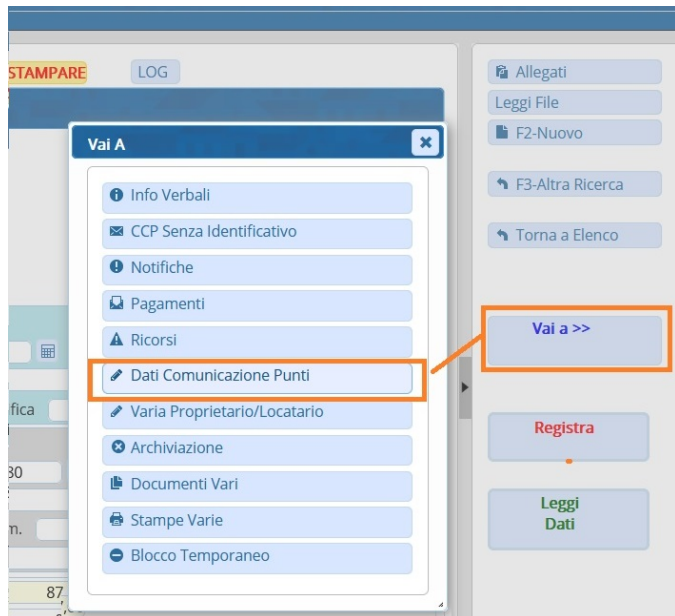 STAMPARE
LOG
Vai A
Info Verbali
CCP Senza Identificativo
Notifiche
Pagamenti
Ricorsi
Dati Comunicazione Punti
Varia Proprietario/Locatario
Archiviazione
Documenti Vari
Stampe Varie
Blocco Temporaneo
fica
30
m.
87
Allegati
Leggi File
F2-Nuovo
F3-Altra Ricerca
Torna a Elenco
Vai a >>
Registra
Leggi
Dati